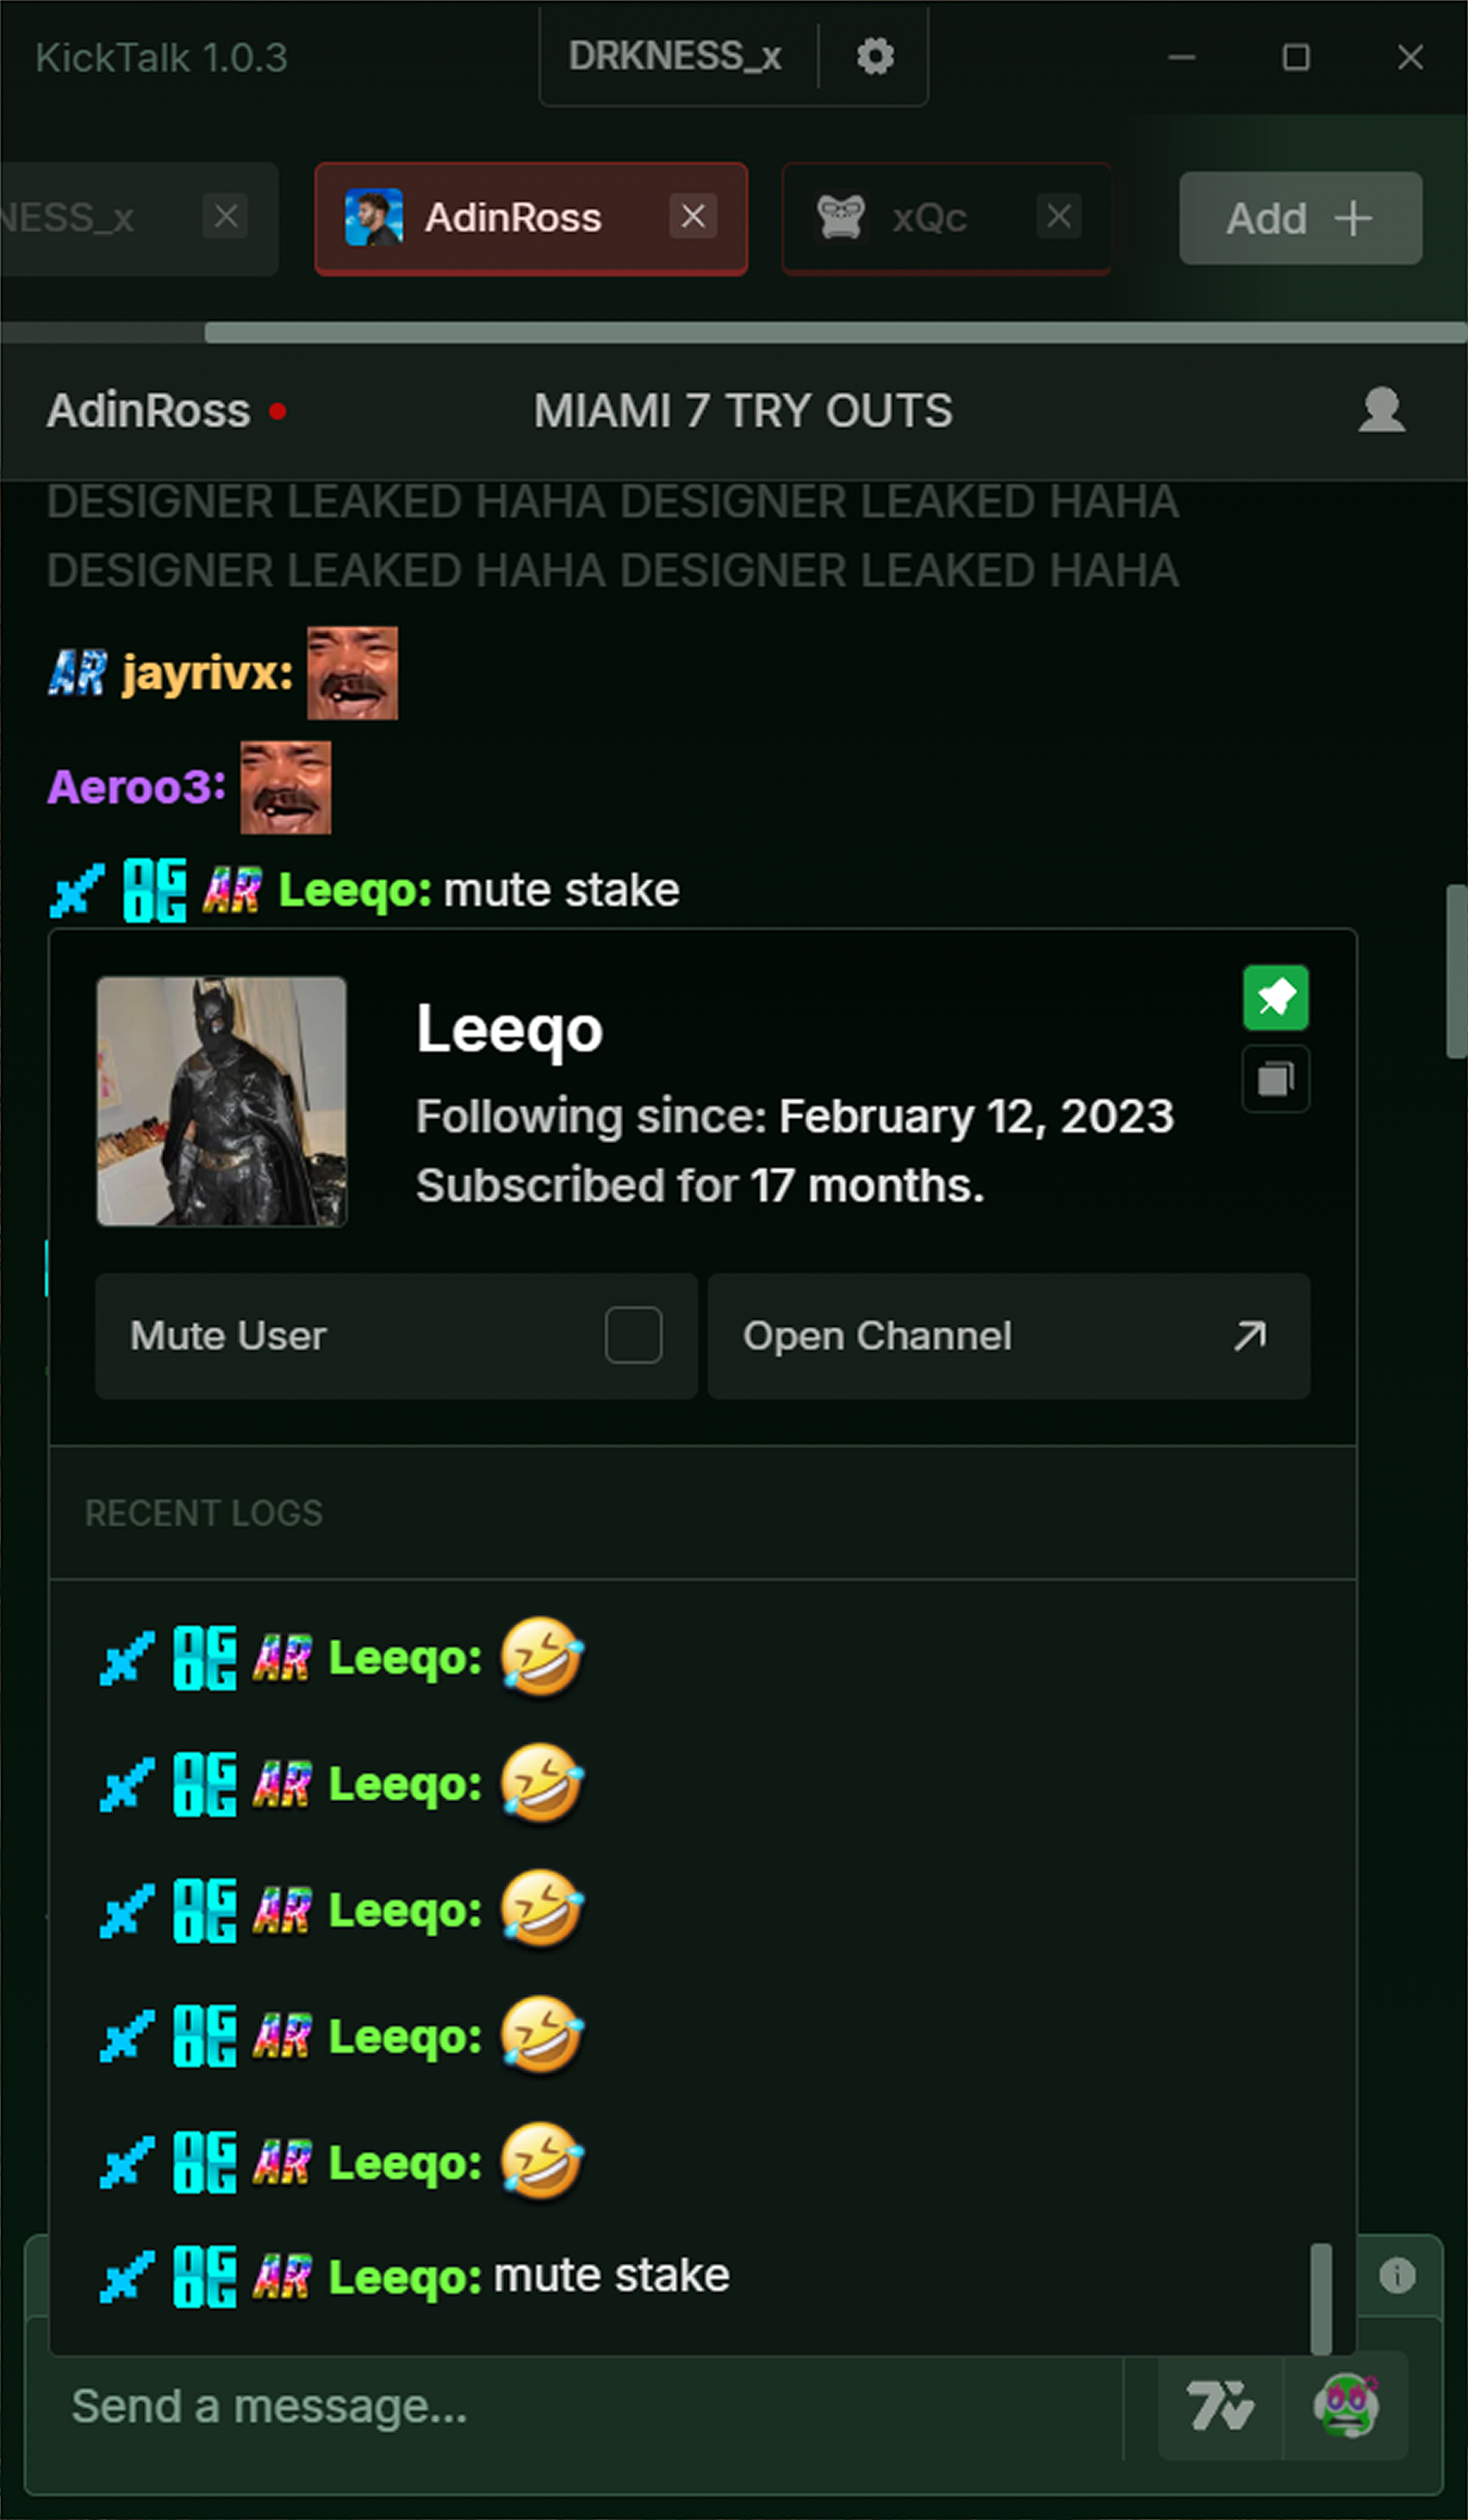 KickTalk 1.0.3
DRKNESS_x
NESS_x
AdinRoss
xQc
Add
AdinRoss
MIAMI 7 TRY OUTS
DESIGNER LEAKED HAHA DESIGNER LEAKED HAHA
DESIGNER LEAKED HAHA DESIGNER LEAKED HAHA
AR jayrivx:
Aeroo3:
OG AR Leeqo: mute stake
Leeqo
Following since: February 12, 2023
Subscribed for 17 months.
Mute User
Open Channel
RECENT LOGS
OG AR Leeqo:
OG AR Leeqo:
OG AR Leeqo:
OG AR Leeqo:
OG AR Leeqo:
OG AR Leeqo: mute stake
Send a message...
7V